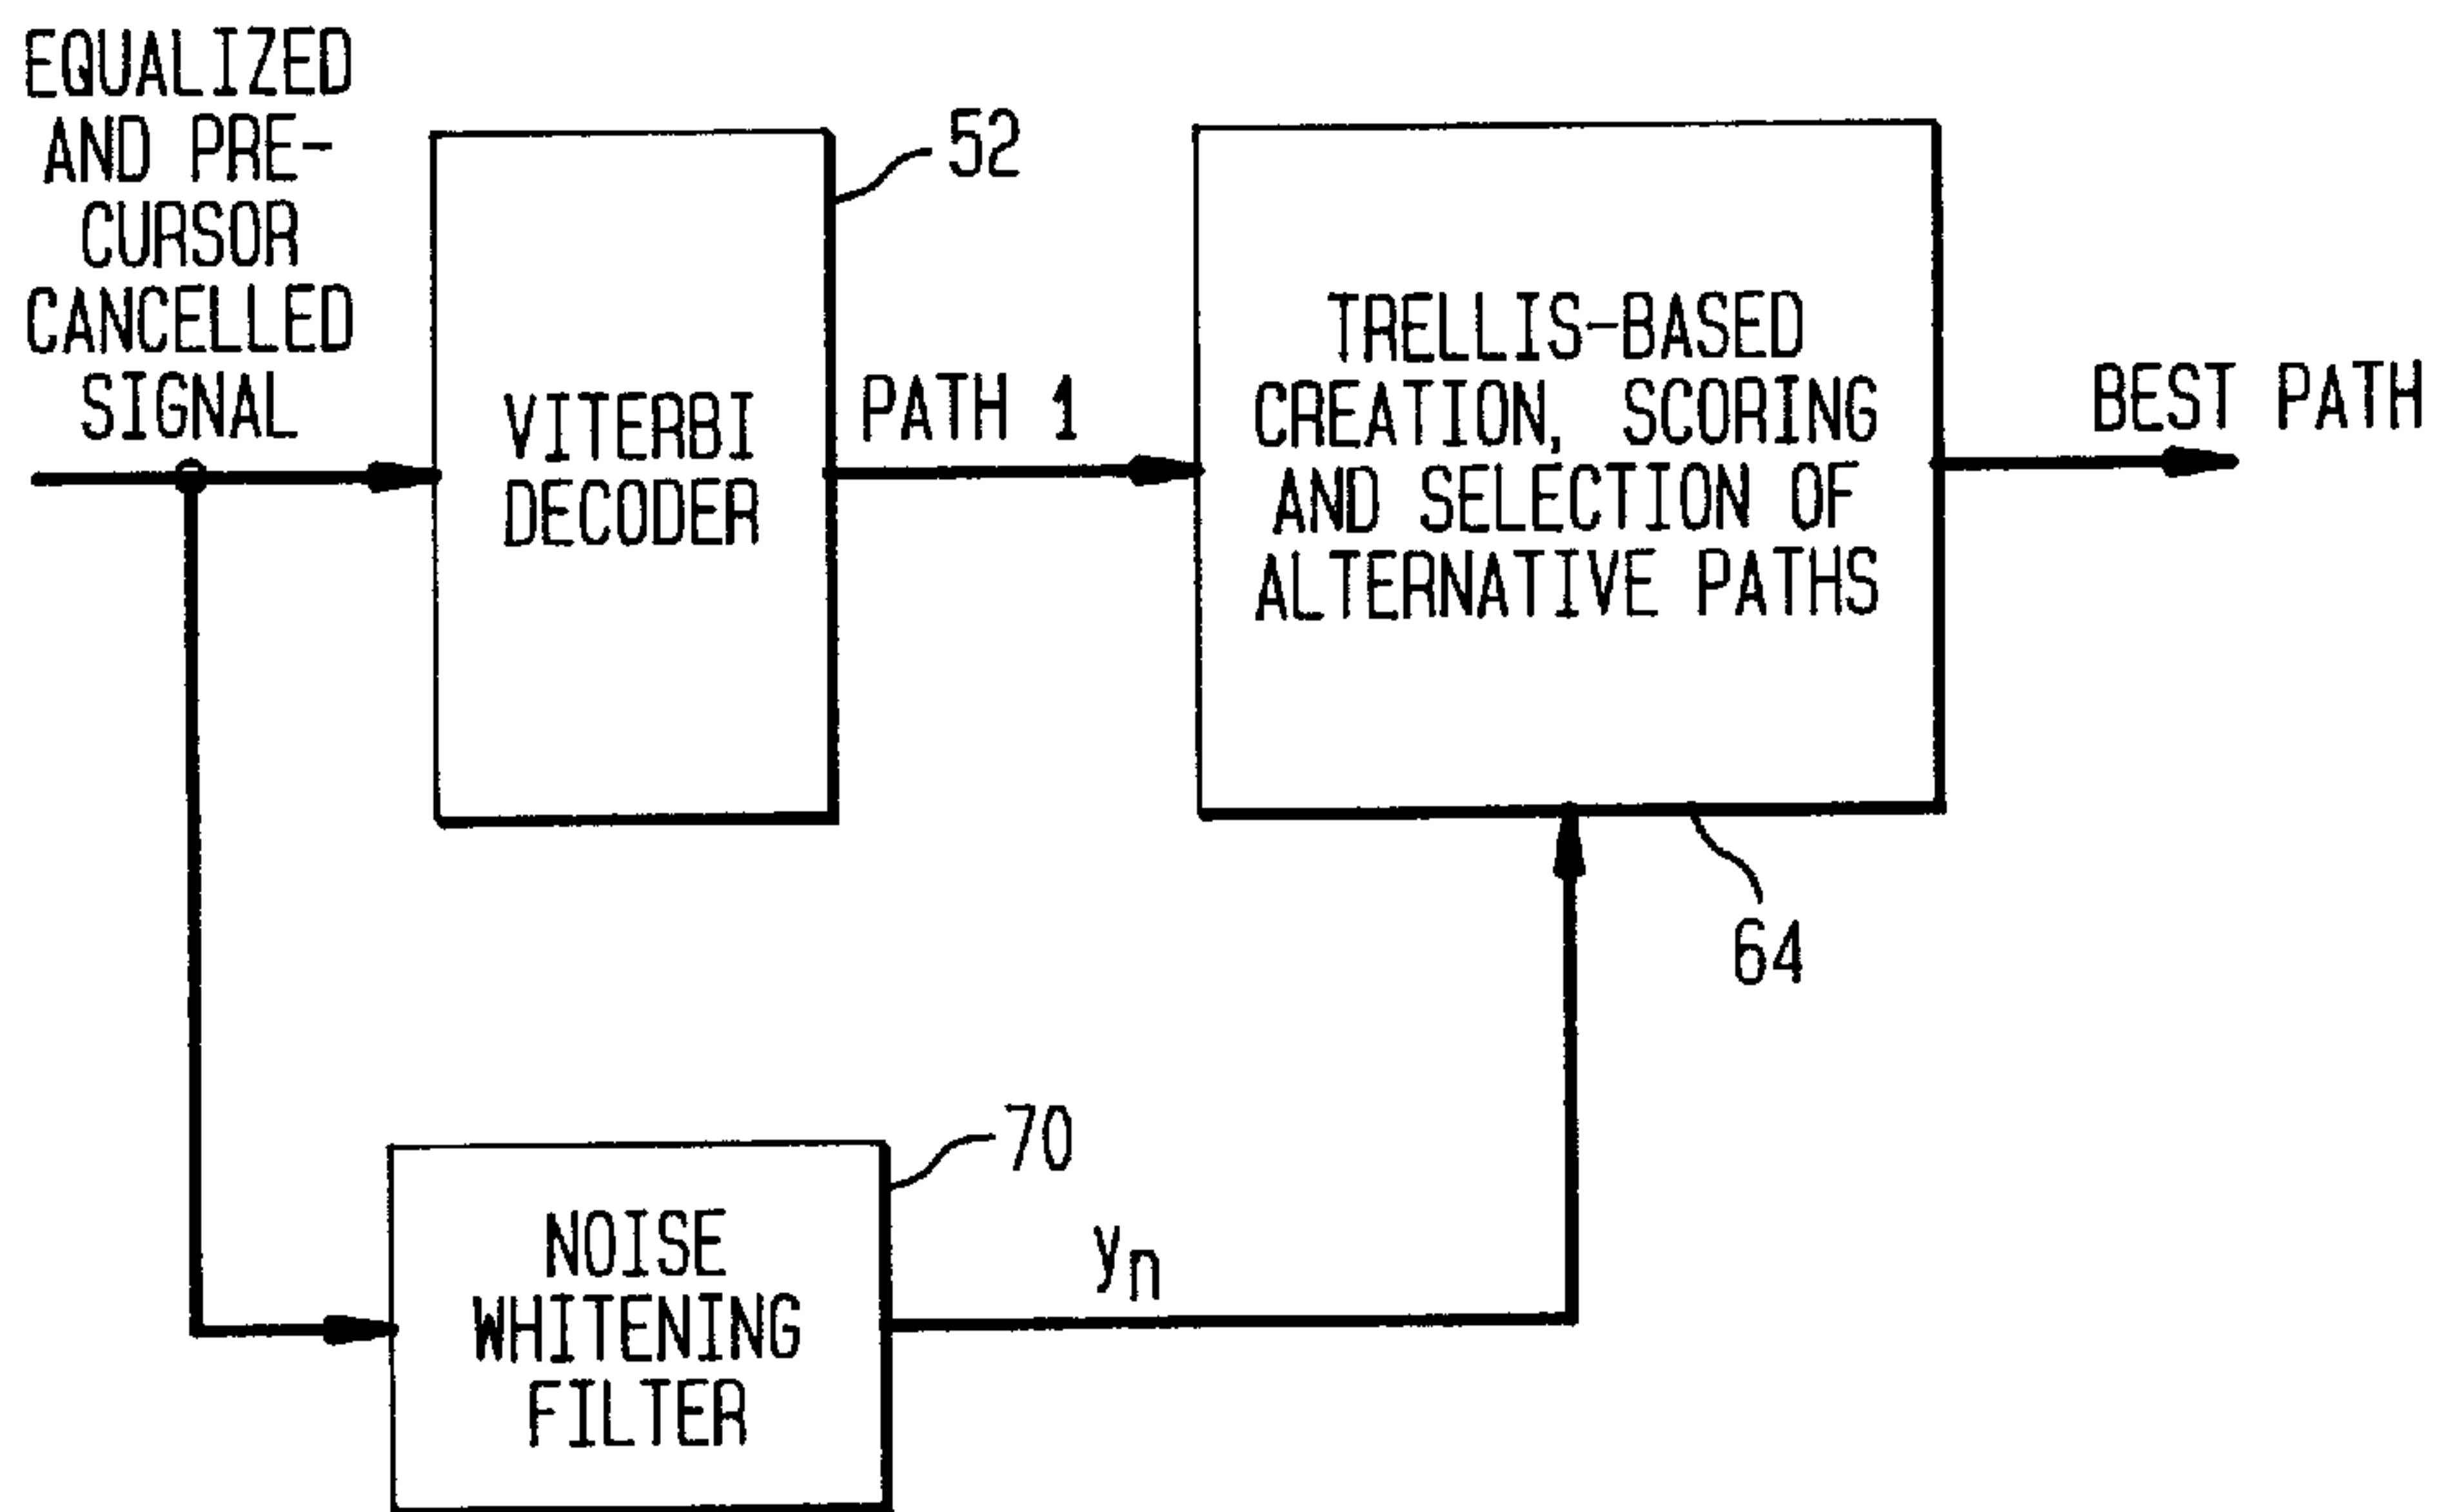 EQUALIZED
AND PRE-
CURSOR
CANCELLED
SIGNAL
52
VITERBI
DECODER
PATH 1
TRELLIS-BASED
CREATION, SCORING
AND SELECTION OF
ALTERNATIVE PATHS
BEST PATH
64
70
NOISE
WHITENING
FILTER
yn